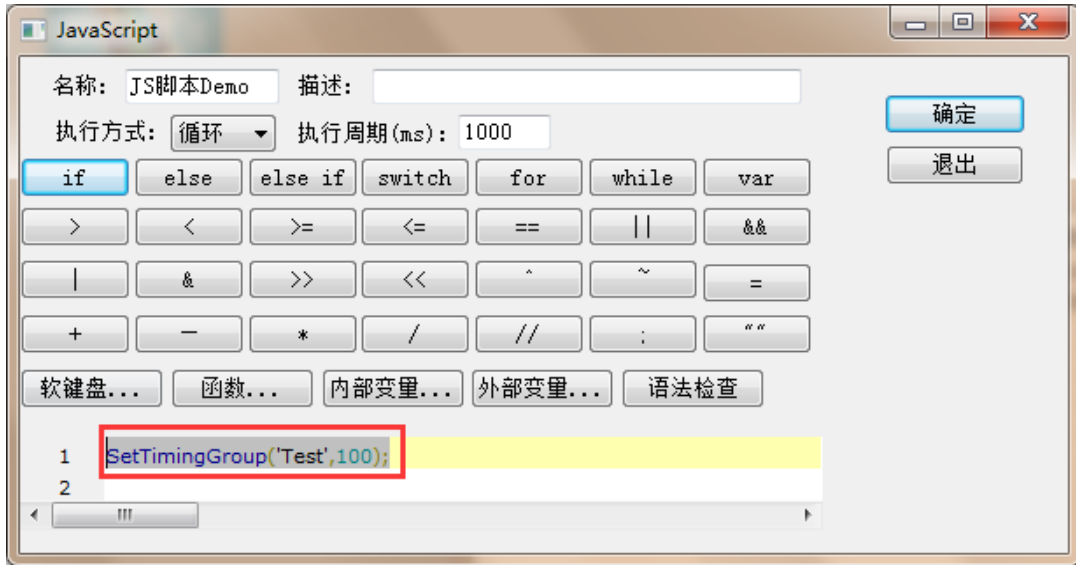 JavaScript
名称: JS脚本Demo 描述:
执行方式: 循环 执行周期(ms): 1000
确定
退出
if else else if switch for while var
> < >= <= == || &&
| & >> << ^ ~ =
+ — * / // ; ""
软键盘... 函数... 内部变量... 外部变量... 语法检查
1 SetTimingGroup('Test',100);
2